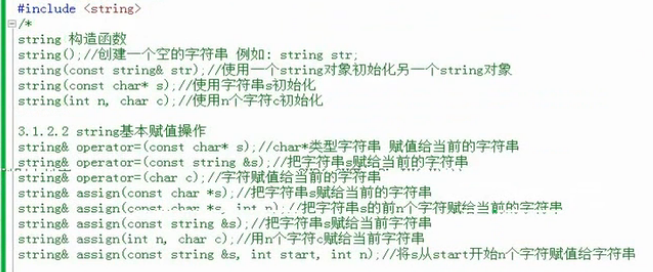 #include <string>
/*
string 构造函数
string();//创建一个空的字符串 例如: string str;
string(const string& str);//使用一个string对象初始化另一个string对象
string(const char* s);//使用字符串s初始化
string(int n, char c);//使用n个字符c初始化
3.1.2.2 string基本赋值操作
string& operator=(const char* s);//char*类型字符串 赋值给当前的字符串
string& operator=(const string &s);//把字符串s赋给当前的字符串
string& operator=(char c);//字符赋值给当前的字符串
string& assign(const char *s);//把字符串s赋给当前的字符串
string& assign(const char *s, int n);//把字符串s的前n个字符赋给当前的字符串
string& assign(const string &s);//把字符串s赋给当前字符串
string& assign(int n, char c);//用n个字符c赋给当前字符串
string& assign(const string &s, int start, int n);//将s从start开始n个字符赋值给字符串